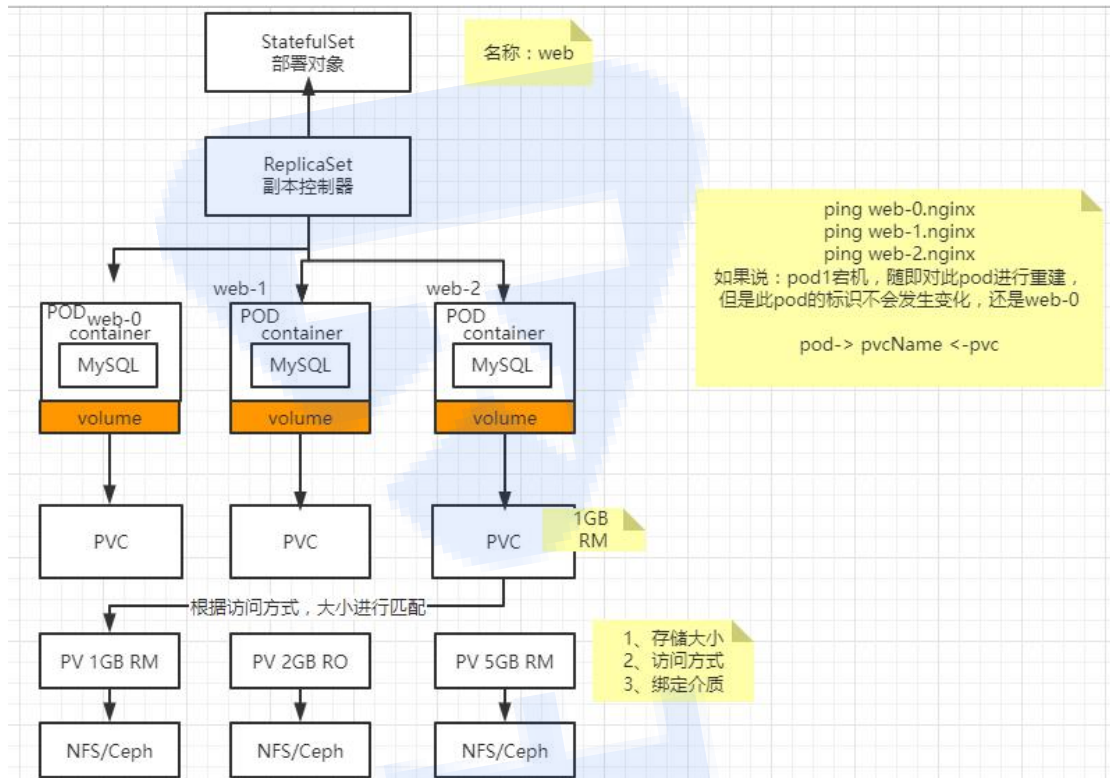 StatefulSet
部署对象
名称：web
ReplicaSet
副本控制器
ping web-0.nginx
ping web-1.nginx
ping web-2.nginx
如果说：pod1宕机，随即对此pod进行重建，
但是此pod的标识不会发生变化，还是web-0
pod-> pvcName <-pvc
web-1
web-2
POD
web-0
container
MySQL
volume
POD
container
MySQL
volume
POD
container
MySQL
volume
PVC
PVC
PVC
1GB
RM
根据访问方式，大小进行匹配
PV 1GB RM
PV 2GB RO
PV 5GB RM
1、存储大小
2、访问方式
3、绑定介质
NFS/Ceph
NFS/Ceph
NFS/Ceph